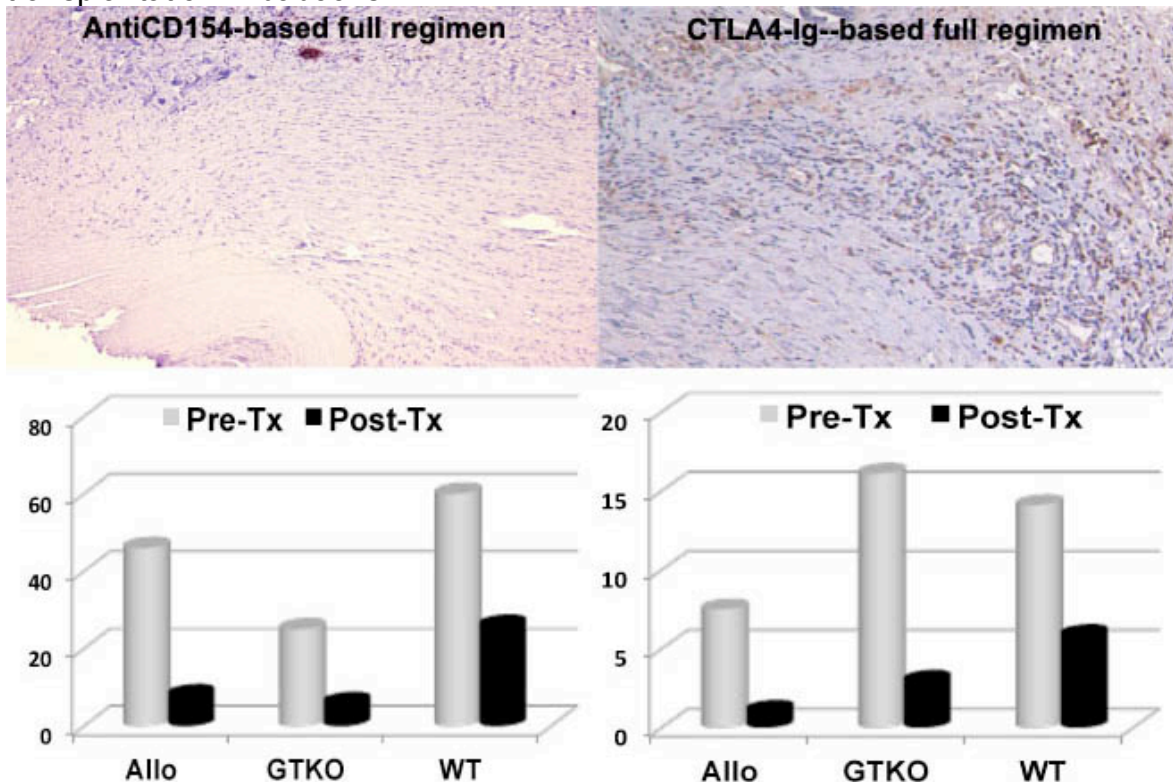 AntiCD154-based full regimen
CTLA4-Ig--based full regimen
Pre-Tx Post-Tx
80
60
40
20
0
Allo GTKO WT
Pre-Tx Post-Tx
20
15
10
5
0
Allo GTKO WT